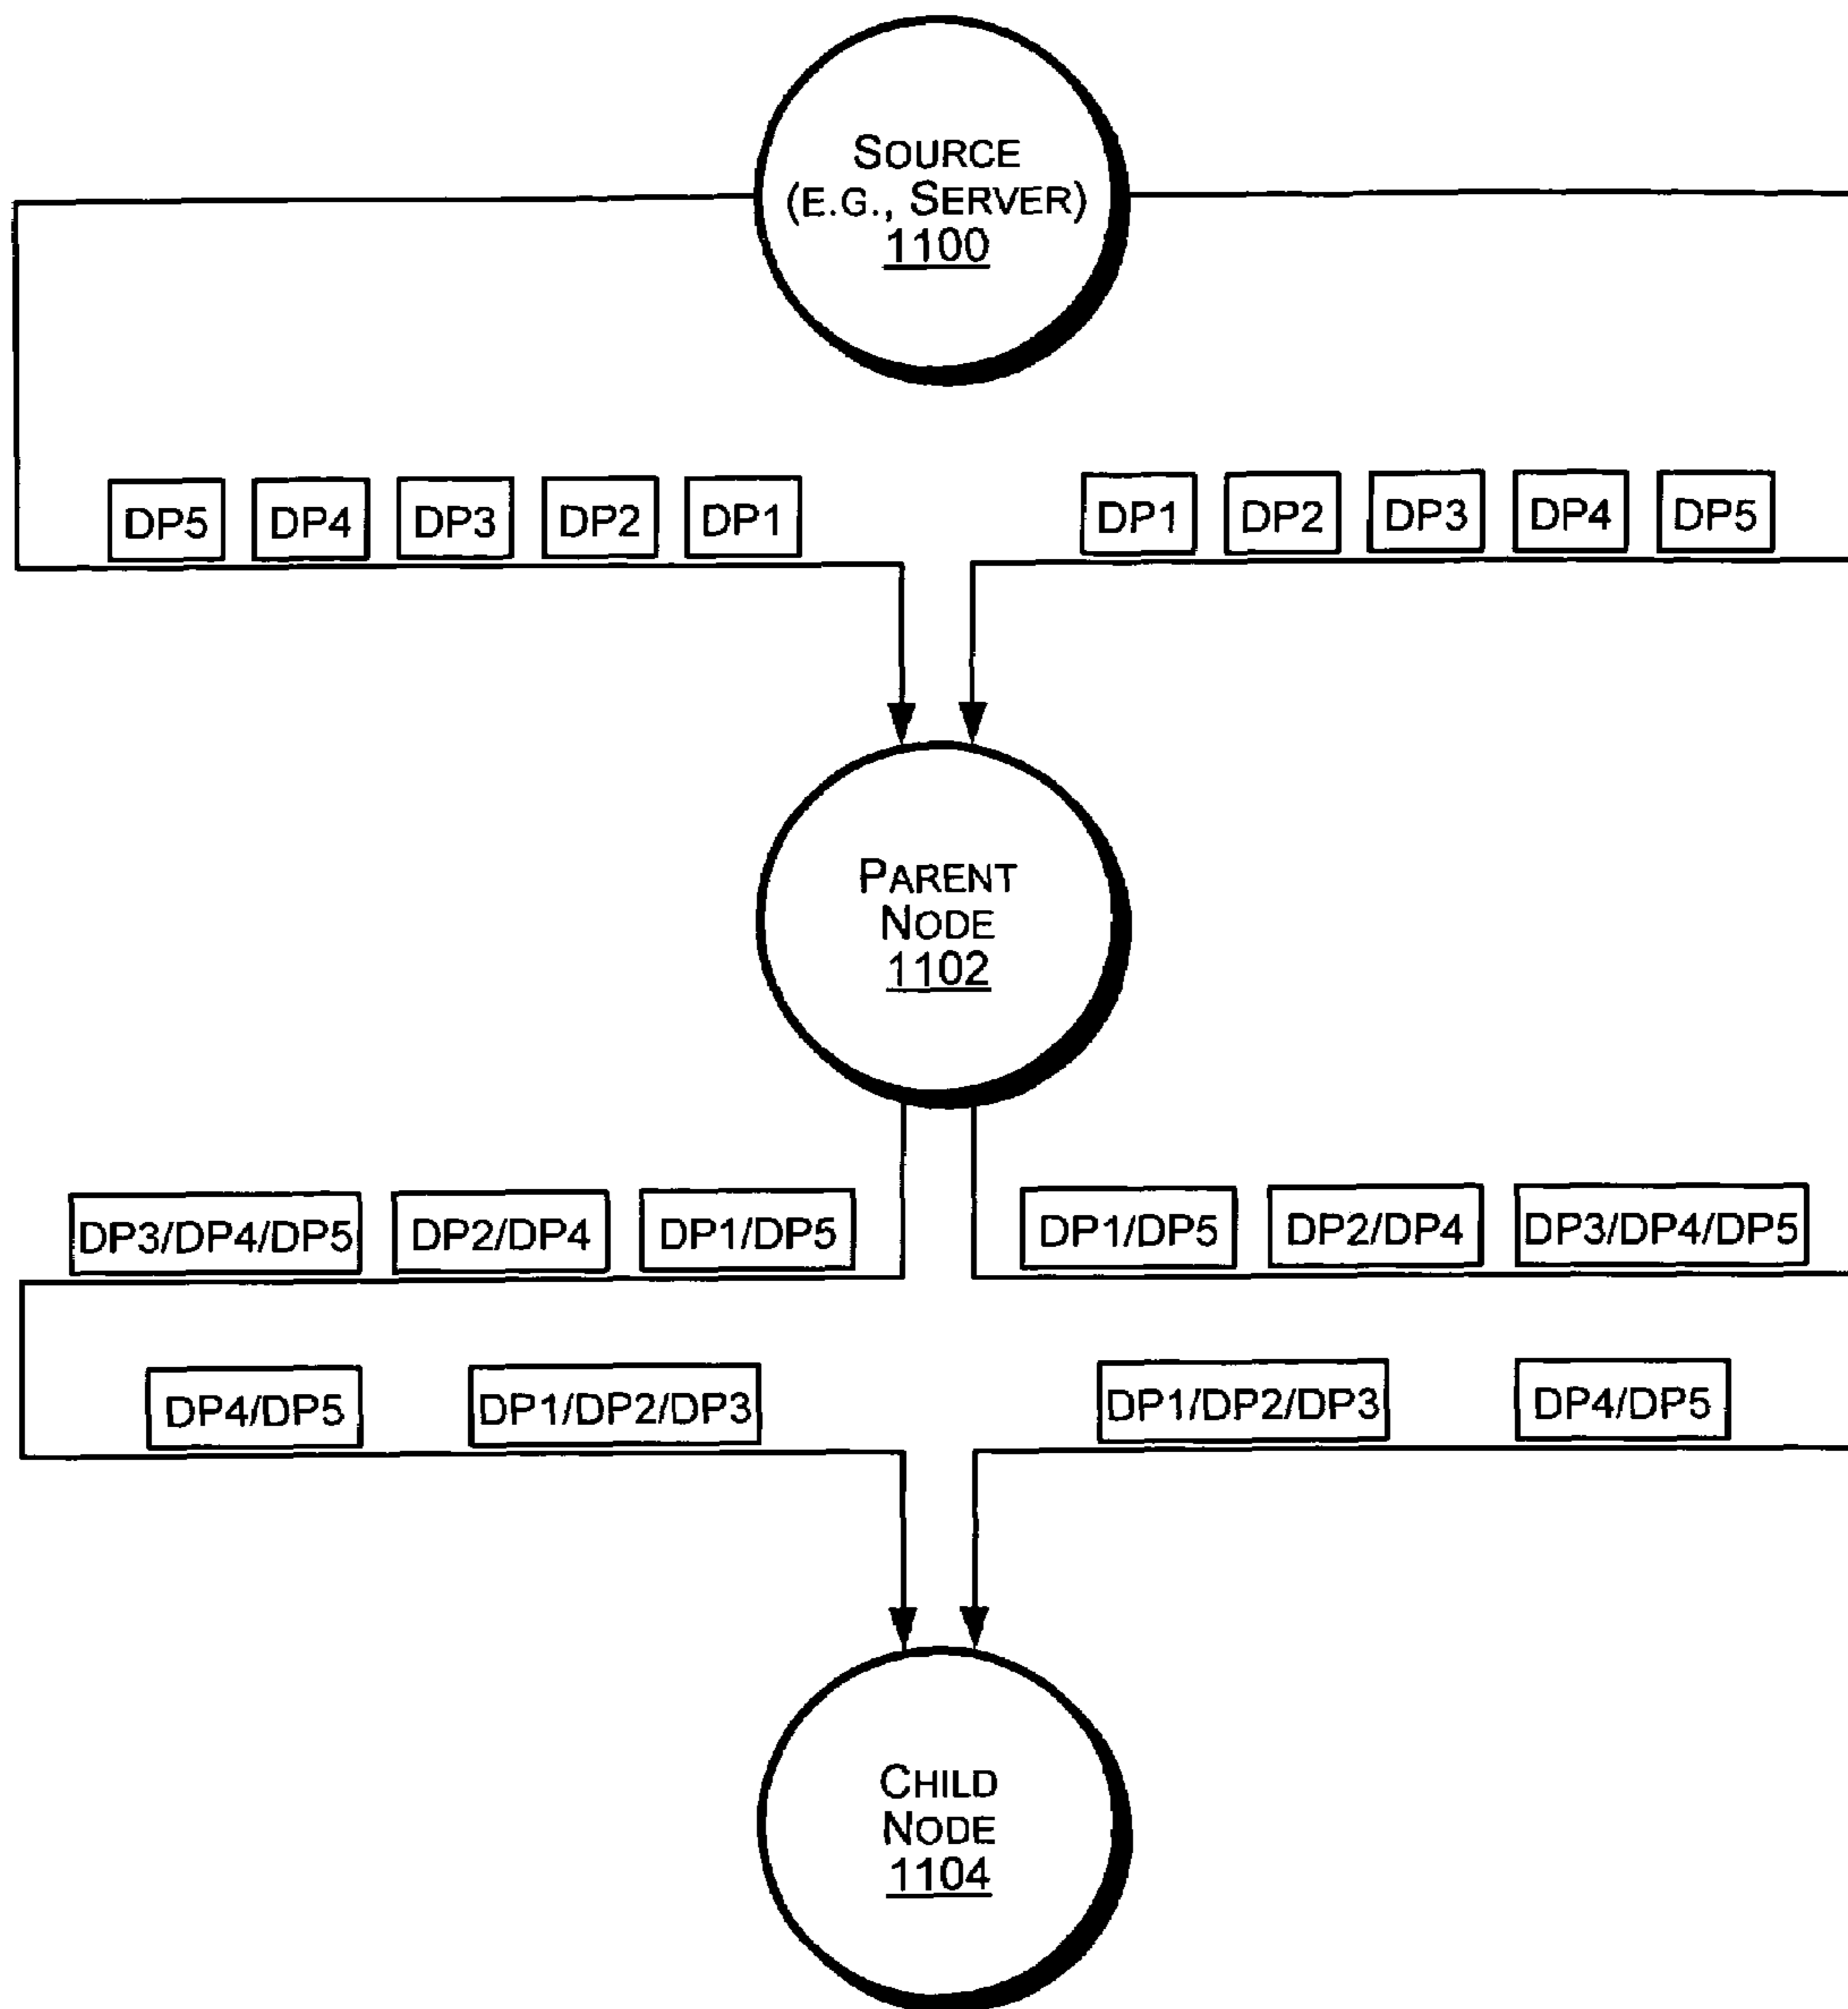 SOURCE
(E.G., SERVER)
1100
DP5 DP4 DP3 DP2 DP1 DP1 DP2 DP3 DP4 DP5
PARENT
NODE
1102
DP3/DP4/DP5 DP2/DP4 DP1/DP5 DP1/DP5 DP2/DP4 DP3/DP4/DP5
DP4/DP5 DP1/DP2/DP3 DP1/DP2/DP3 DP4/DP5
CHILD
NODE
1104